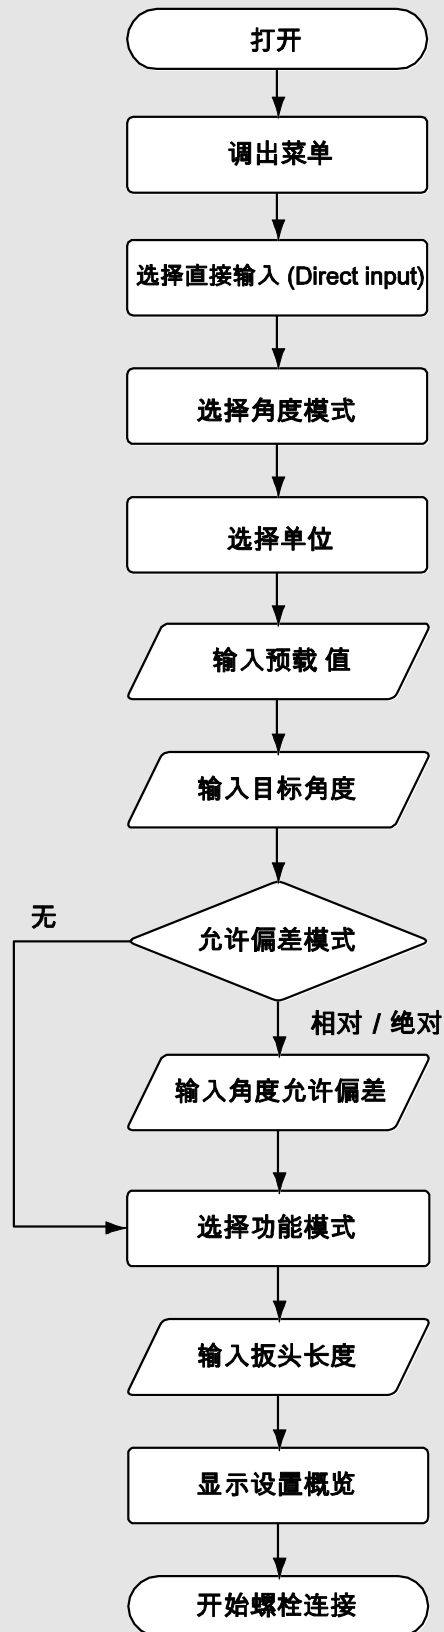 打开
调出菜单
选择直接输入 (Direct input)
选择角度模式
选择单位
输入预载 值
输入目标角度
允许偏差模式
无
相对 / 绝对
输入角度允许偏差
选择功能模式
输入扳头长度
显示设置概览
开始螺栓连接